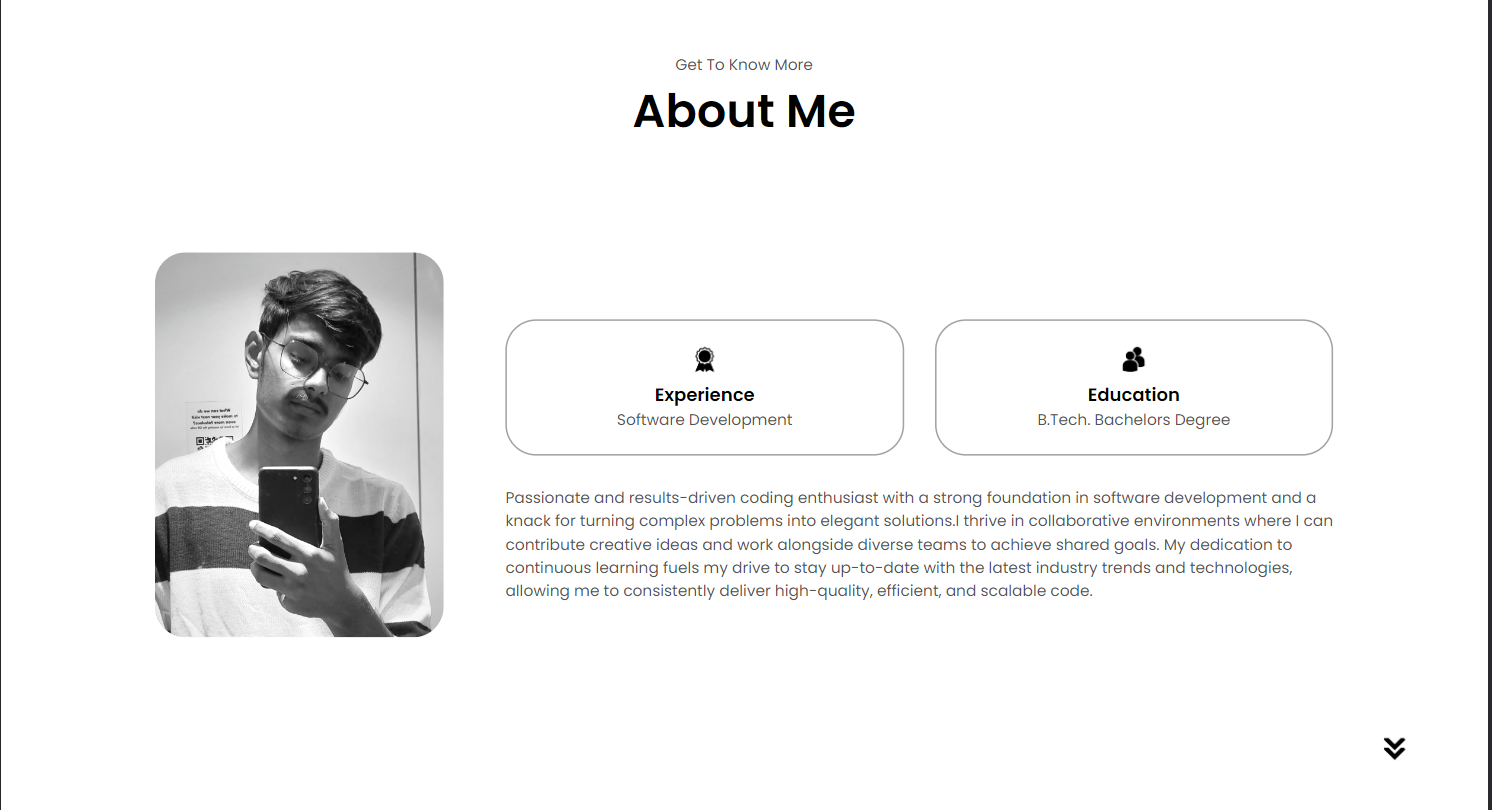 Get To Know More
About Me
Experience
Software Development
Education
B.Tech. Bachelors Degree
Passionate and results-driven coding enthusiast with a strong foundation in software development and a
knack for turning complex problems into elegant solutions.I thrive in collaborative environments where I can
contribute creative ideas and work alongside diverse teams to achieve shared goals. My dedication to
continuous learning fuels my drive to stay up-to-date with the latest industry trends and technologies,
allowing me to consistently deliver high-quality, efficient, and scalable code.